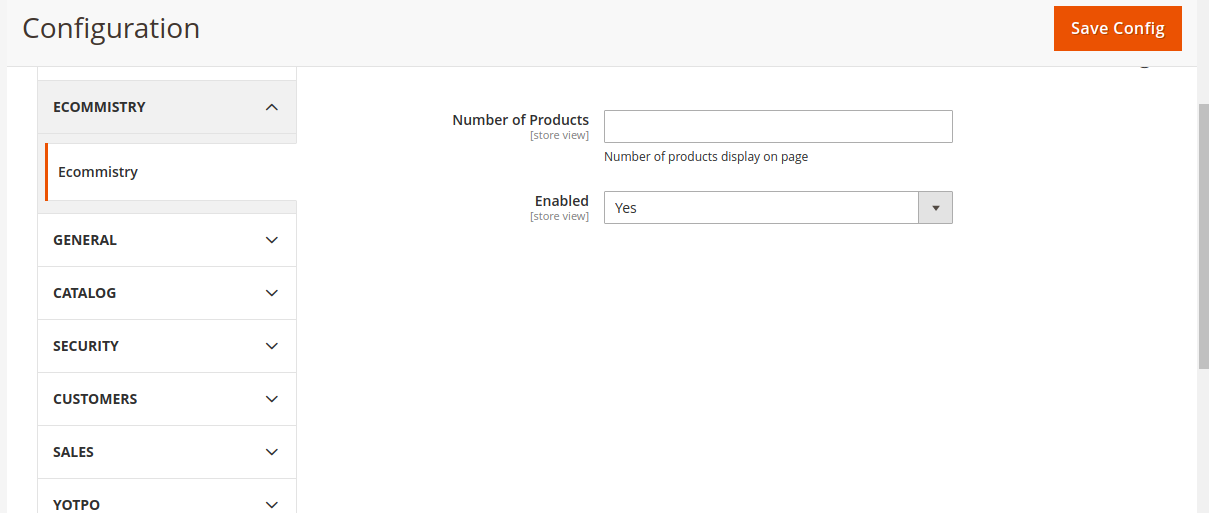 Configuration
Save Config
ECOMMISTRY
Ecommistry
GENERAL
CATALOG
SECURITY
CUSTOMERS
SALES
YOTPO
Number of Products
[store view]
Number of products display on page
Enabled
[store view]
Yes